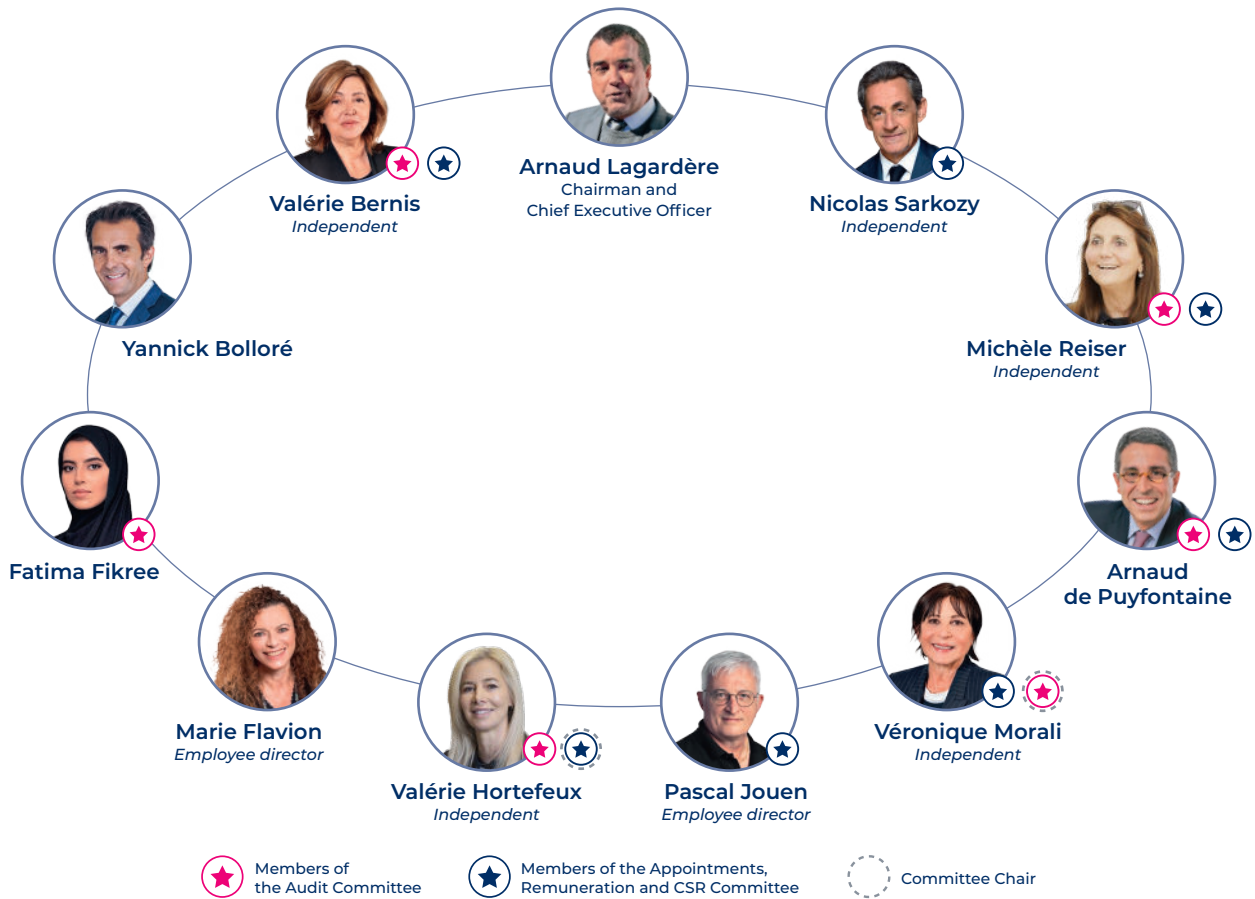 Arnaud Lagardère
Chairman and
Chief Executive Officer
Valérie Bernis
Independent
Nicolas Sarkozy
Independent
Yannick Bolloré
Michèle Reiser
Independent
Fatima Fikree
Arnaud
de Puyfontaine
Marie Flavion
Employee director
Véronique Morali
Independent
Valérie Hortefeux
Independent
Pascal Jouen
Employee director
Members of
the Audit Committee
Members of the Appointments,
Remuneration and CSR Committee
Committee Chair